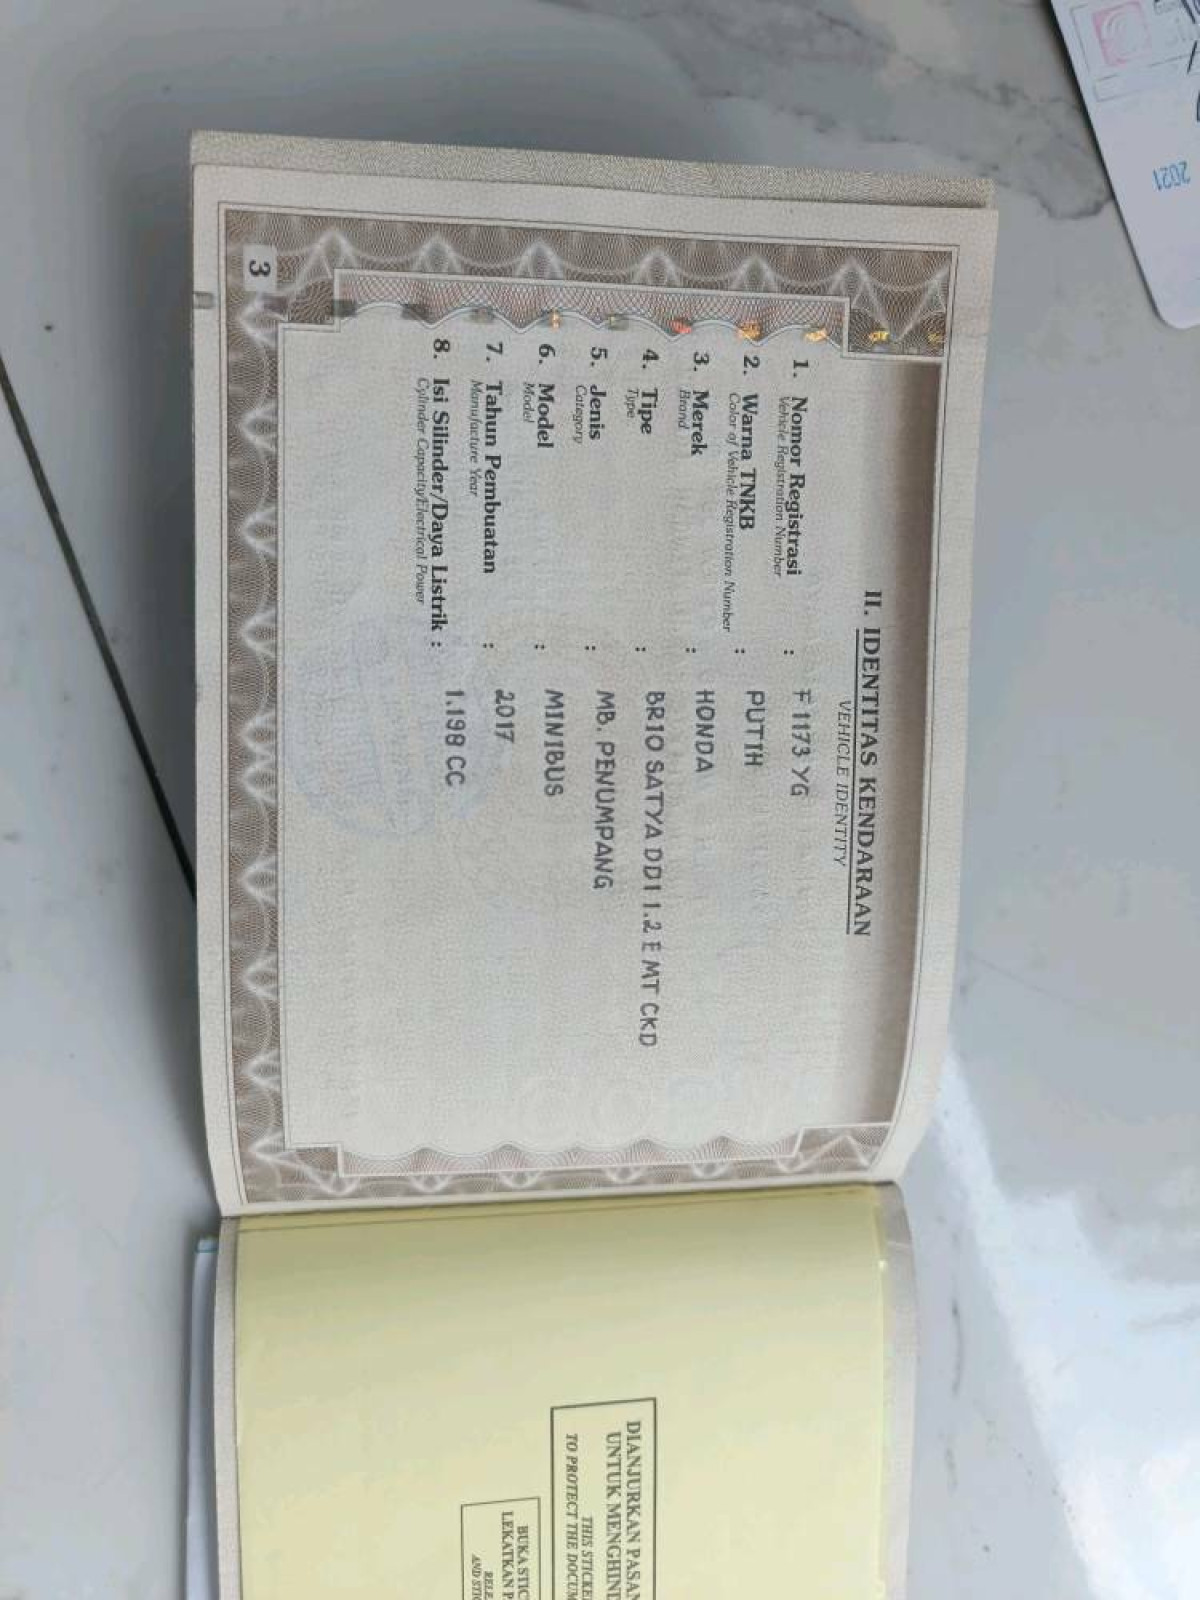 II. IDENTITAS KENDARAAN
VEHICLE IDENTITY
1. Nomor Registrasi : F 1173 YG
Vehicle Registration Number
2. Warna TNKB : PUTIH
Color of Vehicle Registration Number
3. Merek : HONDA
Brand
4. Tipe : BRIO SATYA DD1 1.2 E MT CKD
Type
5. Jenis : MB. PENUMPANG
Category
6. Model : MINIBUS
Model
7. Tahun Pembuatan : 2017
Manufacture Year
8. Isi Silinder/Daya Listrik : 1.198 CC
Cylinder Capacity/Electrical Power
3
DIANJURKAN PASAN
UNTUK MENGHIND
THIS STICKE
TO PROTECT THE DOCUM
BUKA STIC
LEKATKAN P
RELE
AND STIC
2021